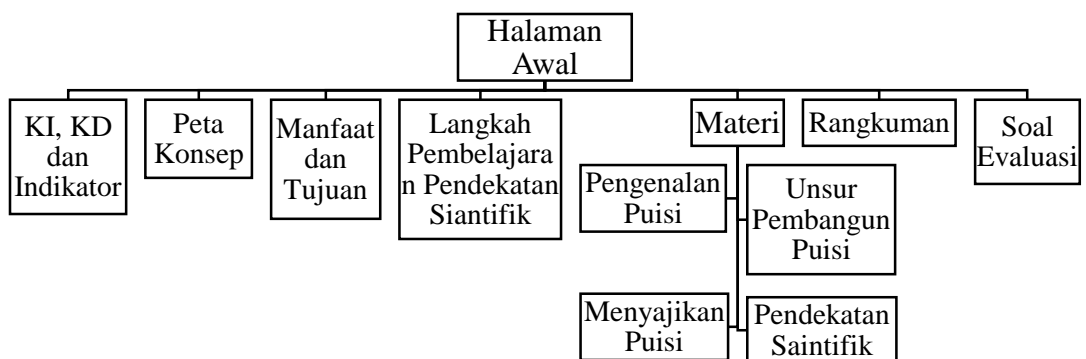 Halaman
Awal
KI, KD
dan
Indikator
Peta
Konsep
Manfaat
dan
Tujuan
Langkah
Pembelajara
n Pendekatan
Siantifik
Materi
Rangkuman
Soal
Evaluasi
Pengenalan
Puisi
Unsur
Pembangun
Puisi
Menyajikan
Puisi
Pendekatan
Saintifik